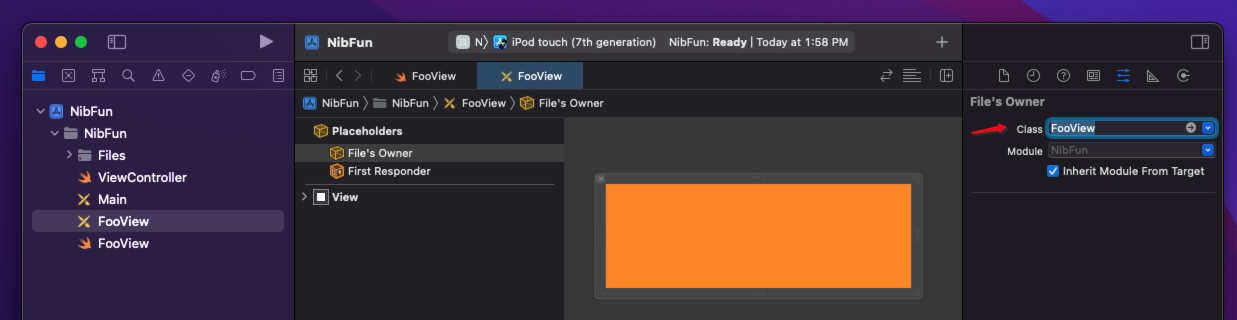 NibFun
N〉 iPod touch (7th generation) NibFun: Ready | Today at 1:58 PM
FooView
FooView
NibFun 〉 NibFun 〉 FooView 〉 File's Owner
NibFun
NibFun
Files
ViewController
Main
FooView
FooView
Placeholders
File's Owner
First Responder
View
File's Owner
Class FooView
Module NibFun
Inherit Module From Target